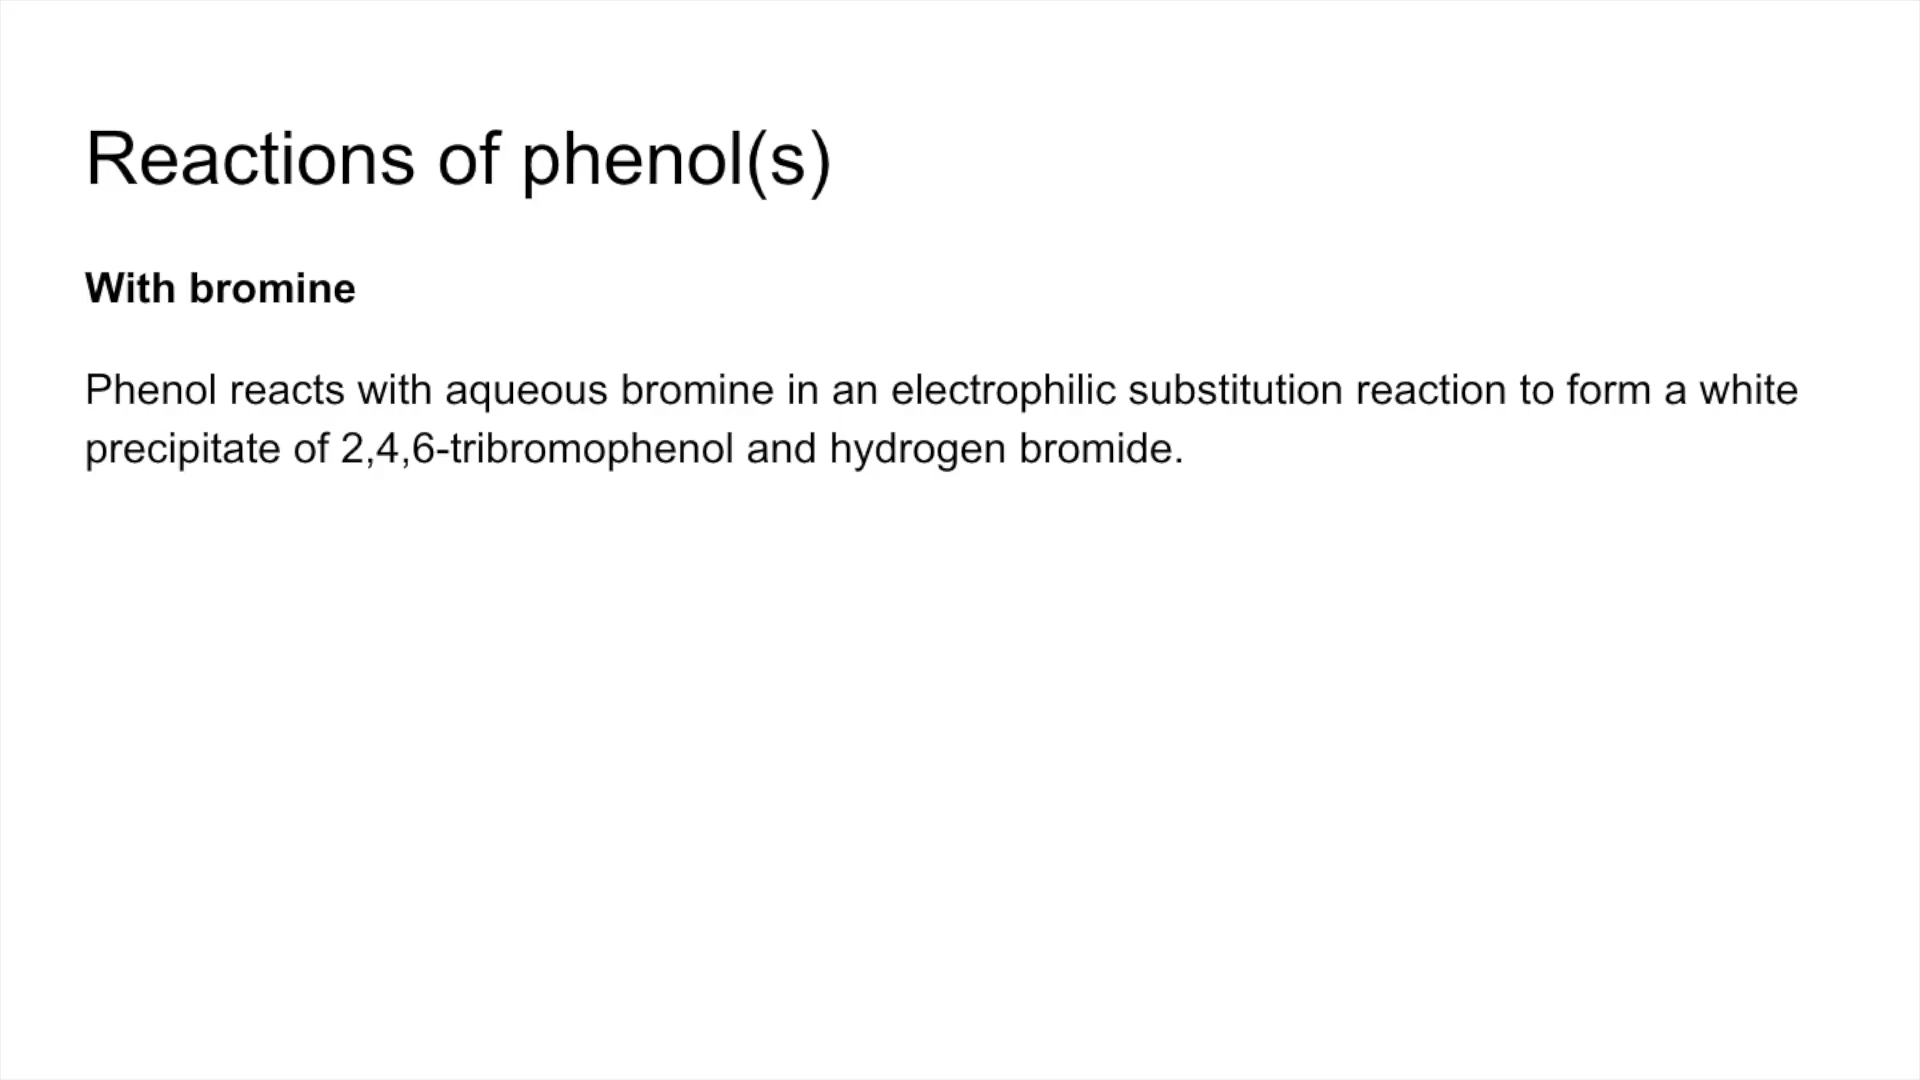 Reactions of phenol(s)
With bromine
Phenol reacts with aqueous bromine in an electrophilic substitution reaction to form a white
precipitate of 2,4,6-tribromophenol and hydrogen bromide.